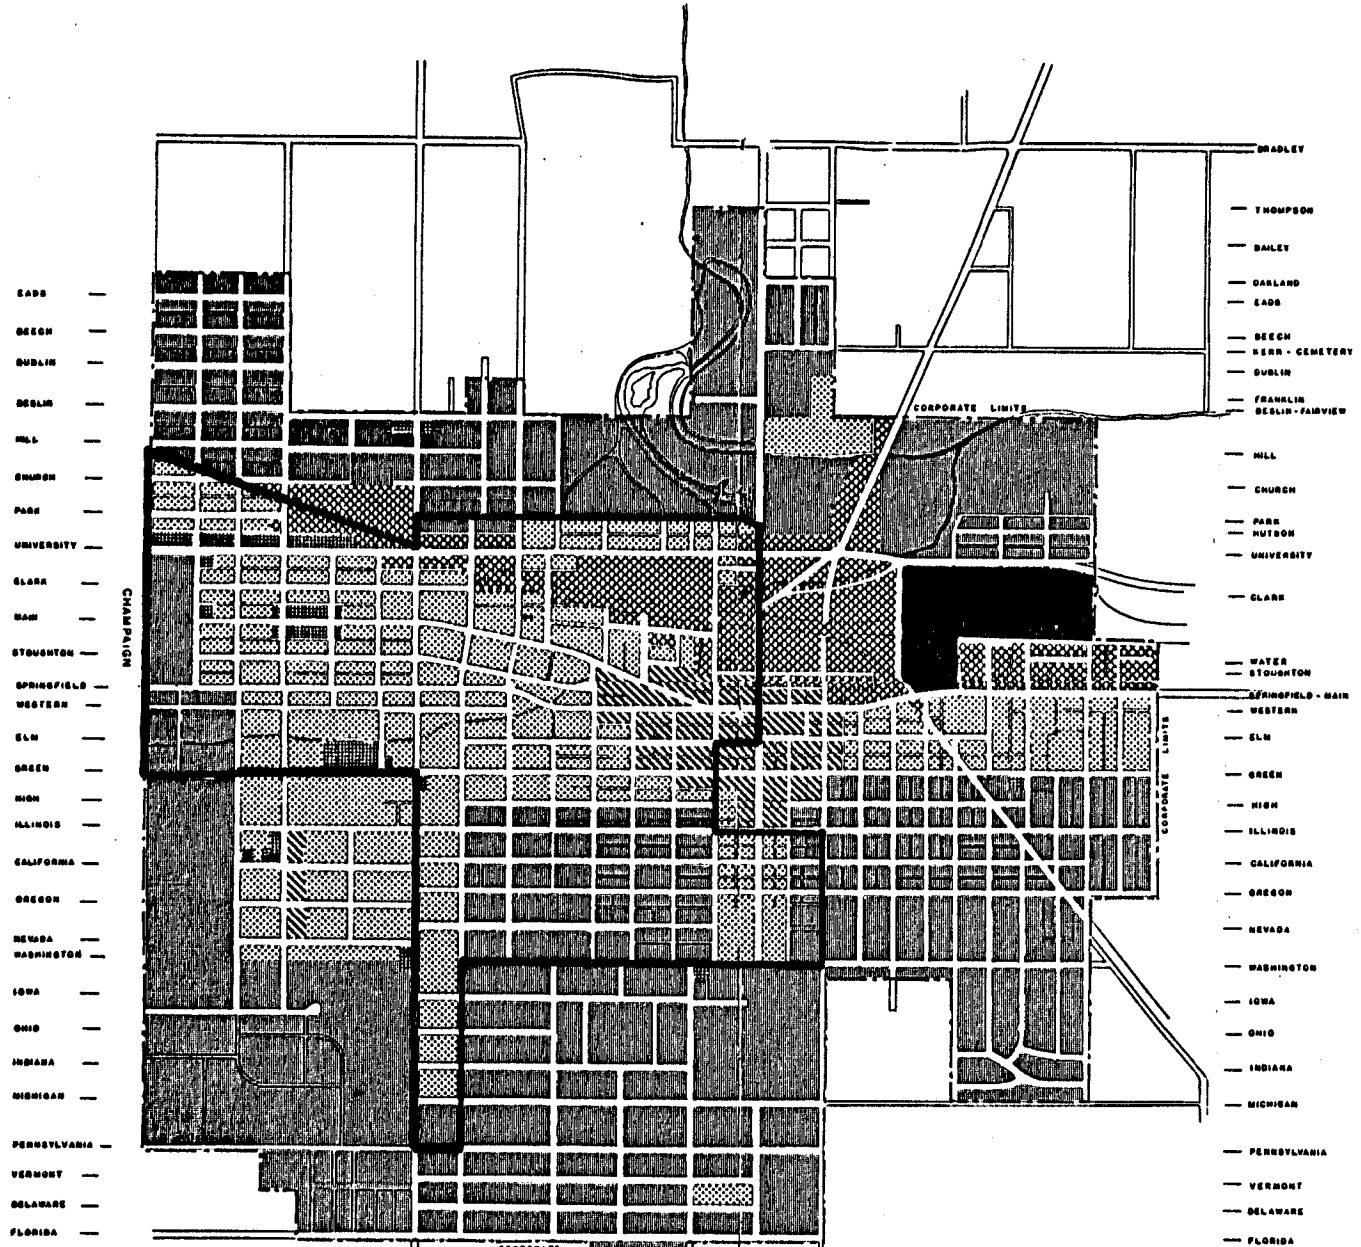 BRADLEY
THOMPSON
BAILEY
OAKLAND
EADS
EADS
BEECH
BEECH
KERR - CEMETERY
DUBLIN
DUBLIN
FRANKLIN
BESLIN
BESLIN - FAIRVIEW
CORPORATE LIMITS
HILL
HILL
CHURCH
CHURCH
PARK
PARK
HUTSON
UNIVERSITY
UNIVERSITY
CLARK
CLARK
CHAMPAIGN
MAIN
STOUGHTON
WATER
STOUGHTON
SPRINGFIELD
SPRINGFIELD - MAIN
WESTERN
WESTERN
ELM
ELM
GREEN
GREEN
CORPORATE LIMITS
HIGH
HIGH
ILLINOIS
ILLINOIS
CALIFORNIA
CALIFORNIA
OREGON
OREGON
NEVADA
NEVADA
WASHINGTON
WASHINGTON
IOWA
IOWA
OHIO
OHIO
INDIANA
INDIANA
MICHIGAN
MICHIGAN
PENNSYLVANIA
PENNSYLVANIA
VERMONT
VERMONT
DELAWARE
DELAWARE
FLORIDA
FLORIDA
CORPORATE